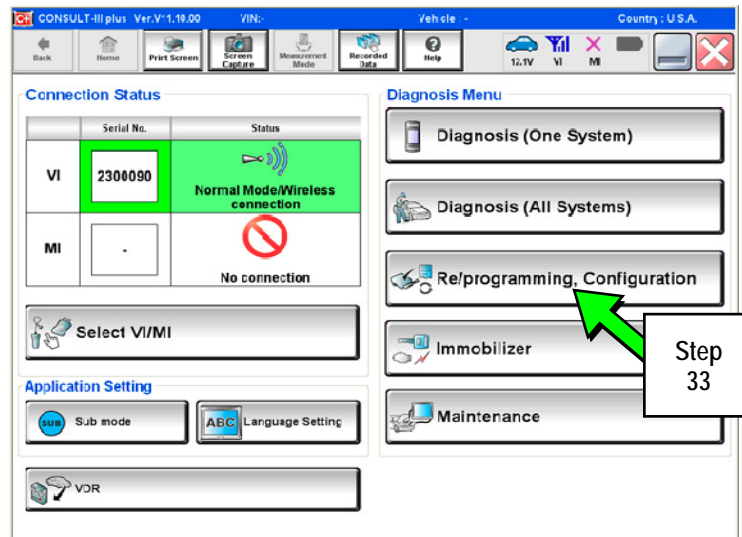 CONSULT-III plus Ver.V11.10.00 VIN:- Vehicle : - Country : U.S.A.
Back Home Print Screen Screen Capture Measurement Mode Recorded Data Help 12.1V VI MI
Connection Status
Serial No. Status
VI 2300090 Normal Mode/Wireless connection
MI - No connection
Select VI/MI
Application Setting
SUB Sub mode ABC Language Setting
VDR
Diagnosis Menu
Diagnosis (One System)
Diagnosis (All Systems)
Re/programming, Configuration
Immobilizer
Maintenance
Step
33